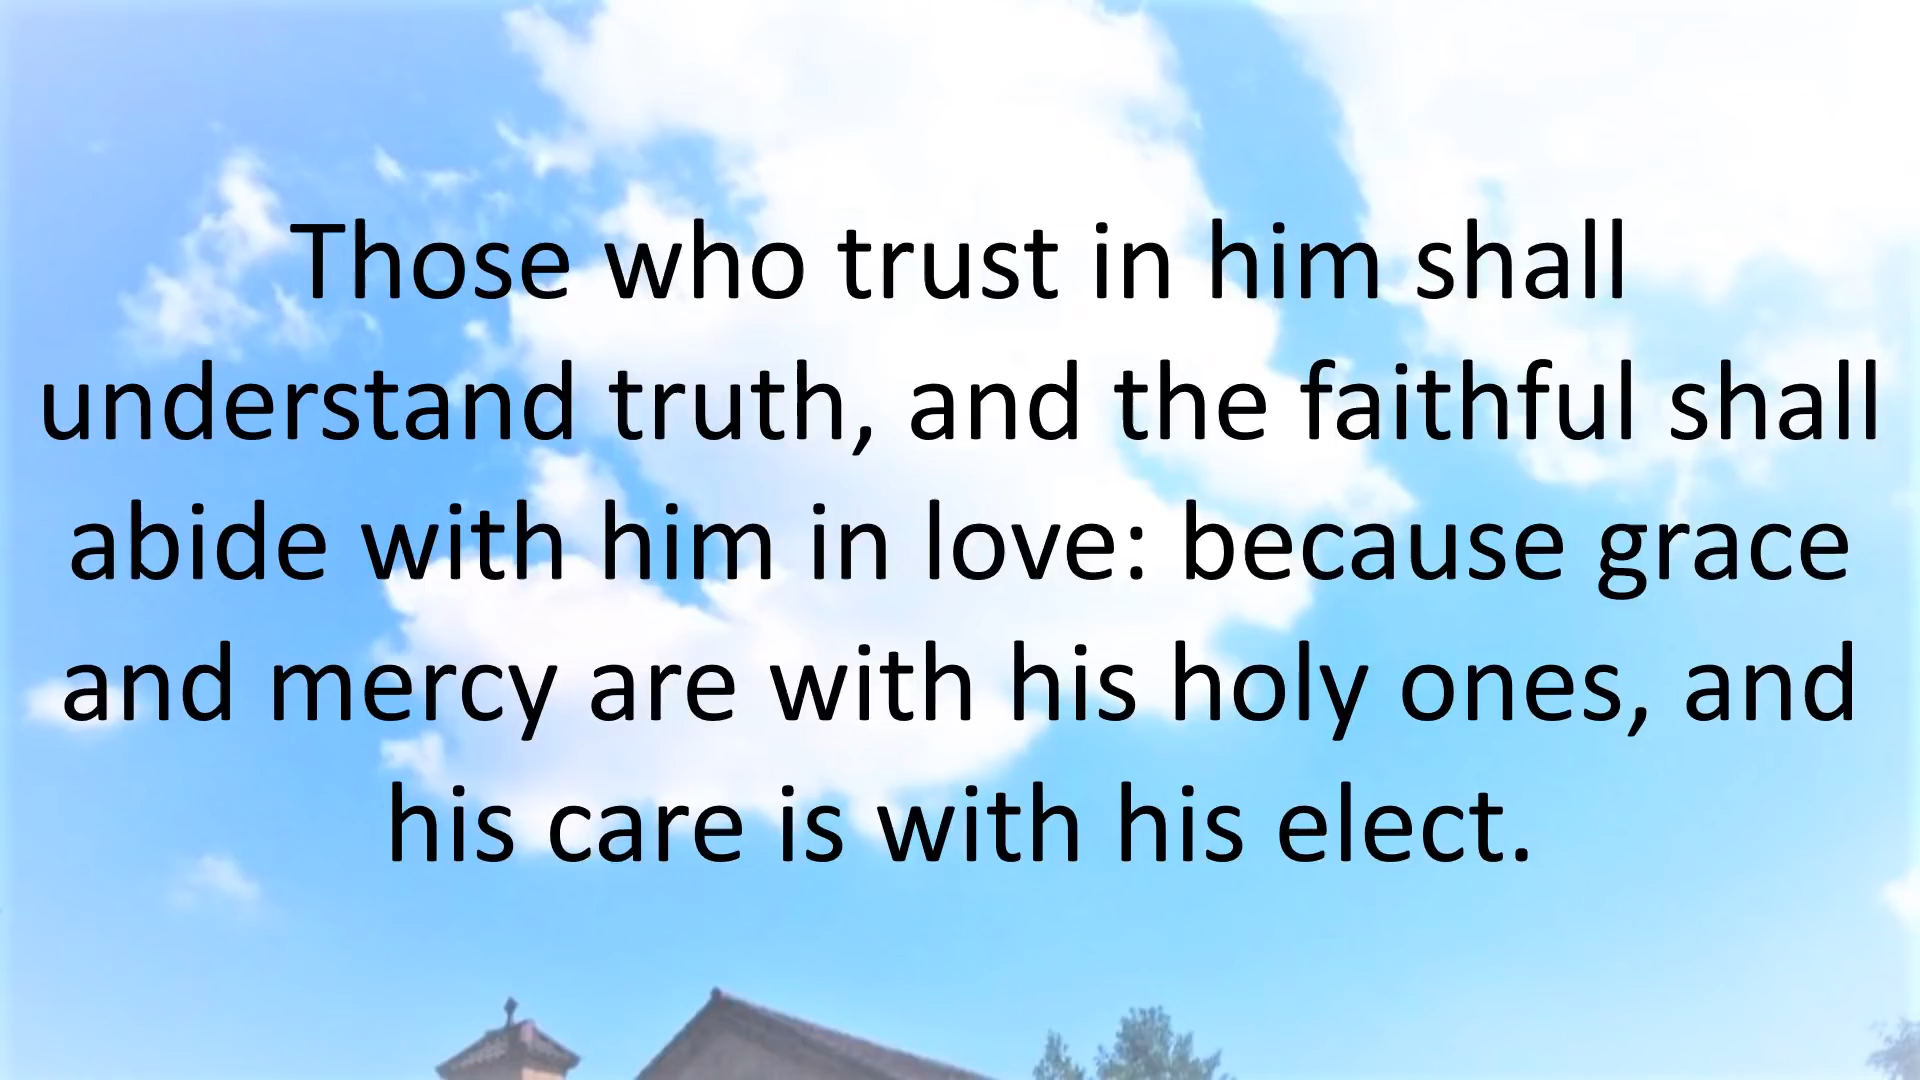 Those who trust in him shall
understand truth, and the faithful shall
abide with him in love: because grace
and mercy are with his holy ones, and
his care is with his elect.